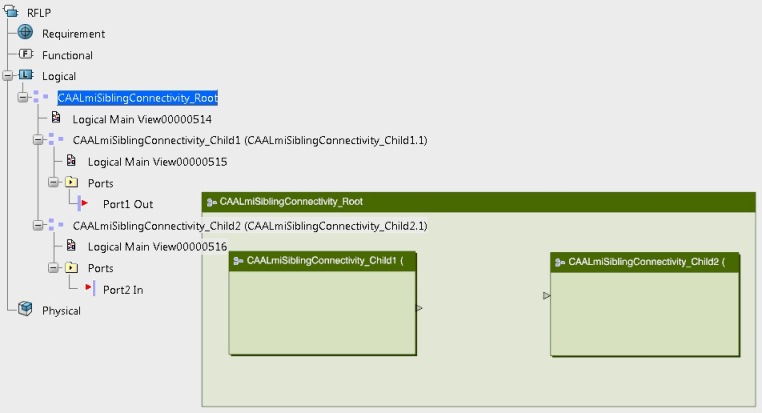 RFLP
Requirement
Functional
Logical
CAALmiSiblingConnectivity_Root
Logical Main View00000514
CAALmiSiblingConnectivity_Child1 (CAALmiSiblingConnectivity_Child1.1)
Logical Main View00000515
Ports
Port1 Out
CAALmiSiblingConnectivity_Child2 (CAALmiSiblingConnectivity_Child2.1)
Logical Main View00000516
Ports
Port2 In
Physical
CAALmiSiblingConnectivity_Root
CAALmiSiblingConnectivity_Child1 (
CAALmiSiblingConnectivity_Child2 (